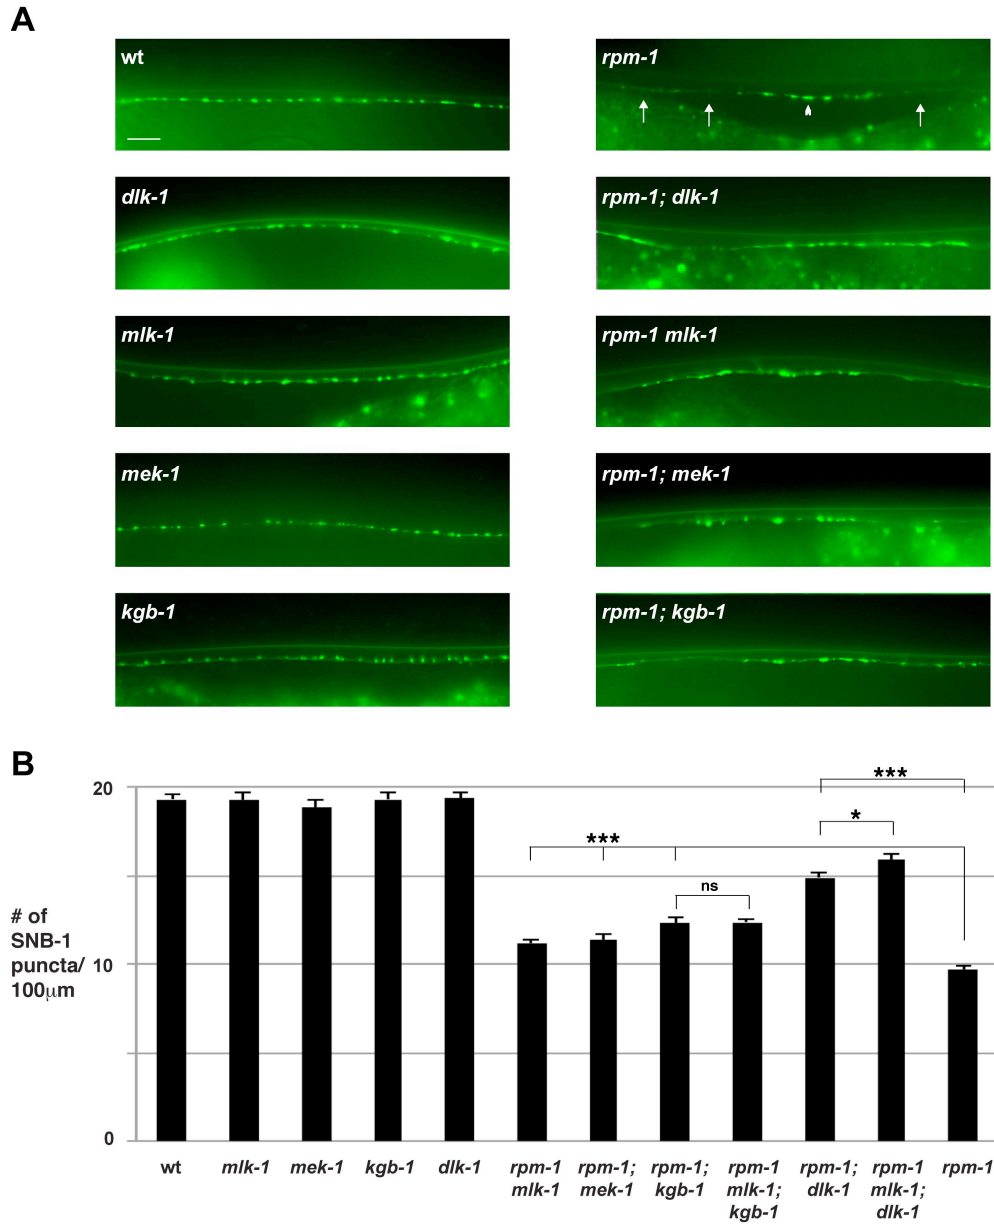 A
wt
rpm-1
dlk-1
rpm-1; dlk-1
mlk-1
rpm-1 mlk-1
mek-1
rpm-1; mek-1
kgb-1
rpm-1; kgb-1
B
# of
SNB-1
puncta/
100μm
20
10
0
***
*
***
ns
wt
mlk-1
mek-1
kgb-1
dlk-1
rpm-1
mlk-1
rpm-1;
mek-1
rpm-1;
kgb-1
rpm-1
mlk-1;
kgb-1
rpm-1;
dlk-1
rpm-1
mlk-1;
dlk-1
rpm-1